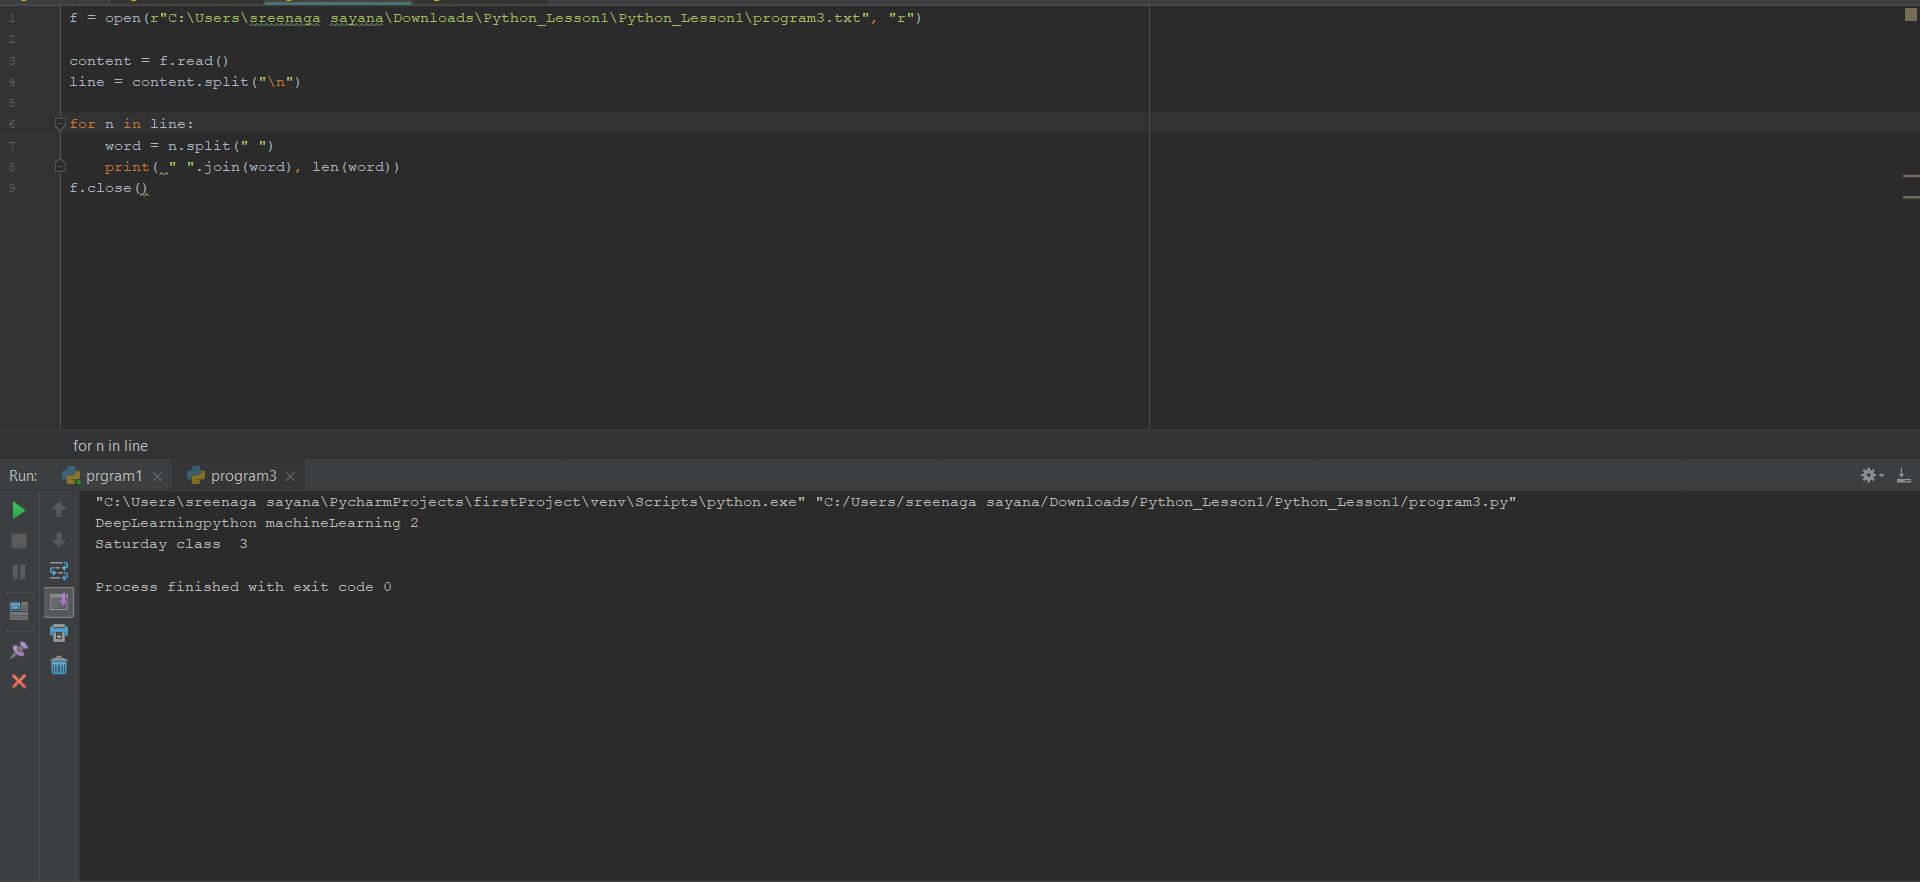 1 f = open(r"C:\Users\sreenaga sayana\Downloads\Python_Lesson1\Python_Lesson1\program3.txt", "r")
2
3 content = f.read()
4 line = content.split("\n")
5
6 for n in line:
7     word = n.split(" ")
8     print( " ".join(word), len(word))
9 f.close()
for n in line
Run: prgram1 program3
"C:\Users\sreenaga sayana\PycharmProjects\firstProject\venv\Scripts\python.exe" "C:/Users/sreenaga sayana/Downloads/Python_Lesson1/Python_Lesson1/program3.py"
DeepLearningpython machineLearning 2
Saturday class  3
Process finished with exit code 0